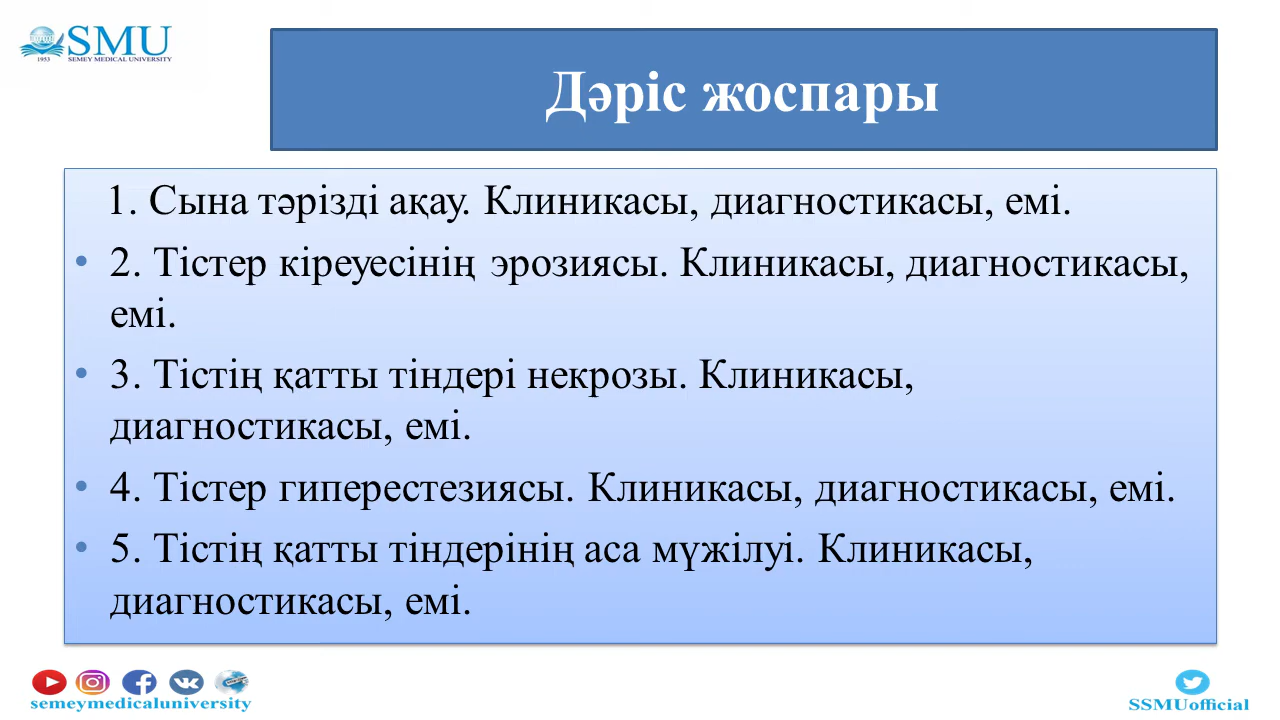 SMU
1953 SEMEY MEDICAL UNIVERSITY
Дәріс жоспары
1. Сына тәрізді ақау. Клиникасы, диагностикасы, емі.
• 2. Тістер кіреуесінің эрозиясы. Клиникасы, диагностикасы,
емі.
• 3. Тістің қатты тіндері некрозы. Клиникасы,
диагностикасы, емі.
• 4. Тістер гиперестезиясы. Клиникасы, диагностикасы, емі.
• 5. Тістің қатты тіндерінің аса мүжілуі. Клиникасы,
диагностикасы, емі.
semeymedicaluniversity
SSMUofficial